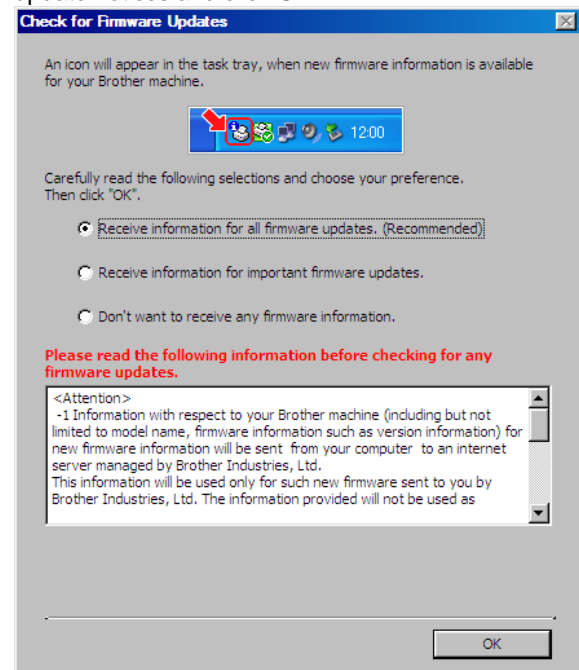 Check for Firmware Updates
An icon will appear in the task tray, when new firmware information is available
for your Brother machine.
12:00
Carefully read the following selections and choose your preference.
Then click "OK".
Receive information for all firmware updates. (Recommended)
Receive information for important firmware updates.
Don't want to receive any firmware information.
Please read the following information before checking for any
firmware updates.
<Attention>
-1 Information with respect to your Brother machine (including but not
limited to model name, firmware information such as version information) for
new firmware information will be sent from your computer to an internet
server managed by Brother Industries, Ltd.
This information will be used only for such new firmware sent to you by
Brother Industries, Ltd. The information provided will not be used as
OK